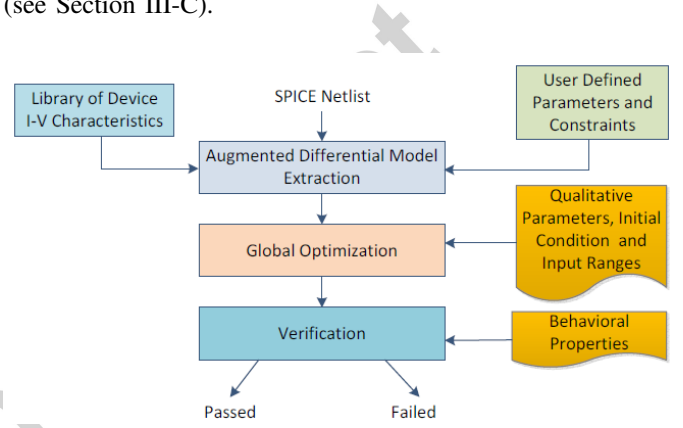 (see Section III-C).
Library of Device
I-V Characteristics
SPICE Netlist
User Defined
Parameters and
Constraints
Augmented Differential Model
Extraction
Qualitative
Parameters, Initial
Condition and
Input Ranges
Global Optimization
Verification
Behavioral
Properties
Passed
Failed